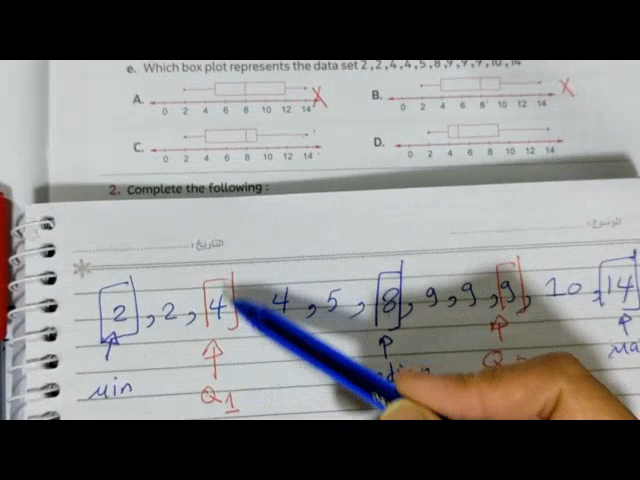 e. Which box plot represents the data set 2,2,4,4,5,8,9,9,9,10,14
A. 0 2 4 6 8 10 12 14 X
B. 0 2 4 6 8 10 12 14 X
C. 0 2 4 6 8 10 12 14
D. 0 2 4 6 8 10 12 14
2. Complete the following :
الموضوع:
التاريخ:
2, 2, 4 4, 5, 8, 9, 9, 9, 10, 14
Min Q1